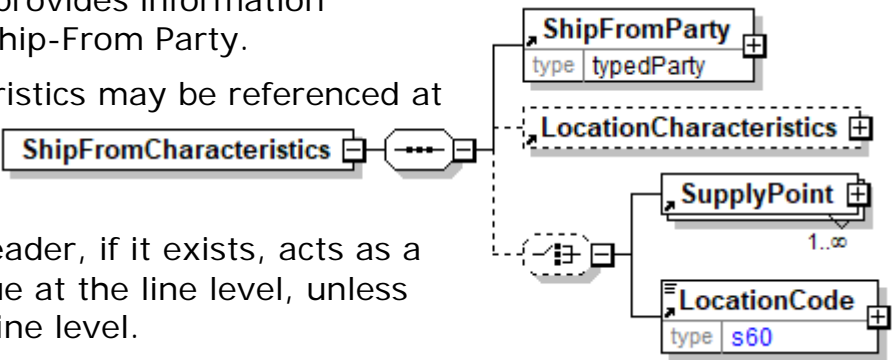 provides information
hip-From Party.
ristics may be referenced at
eader, if it exists, acts as a
ue at the line level, unless
ine level.
ShipFromCharacteristics
ShipFromParty
type typedParty
LocationCharacteristics
SupplyPoint
1..∞
LocationCode
type s60